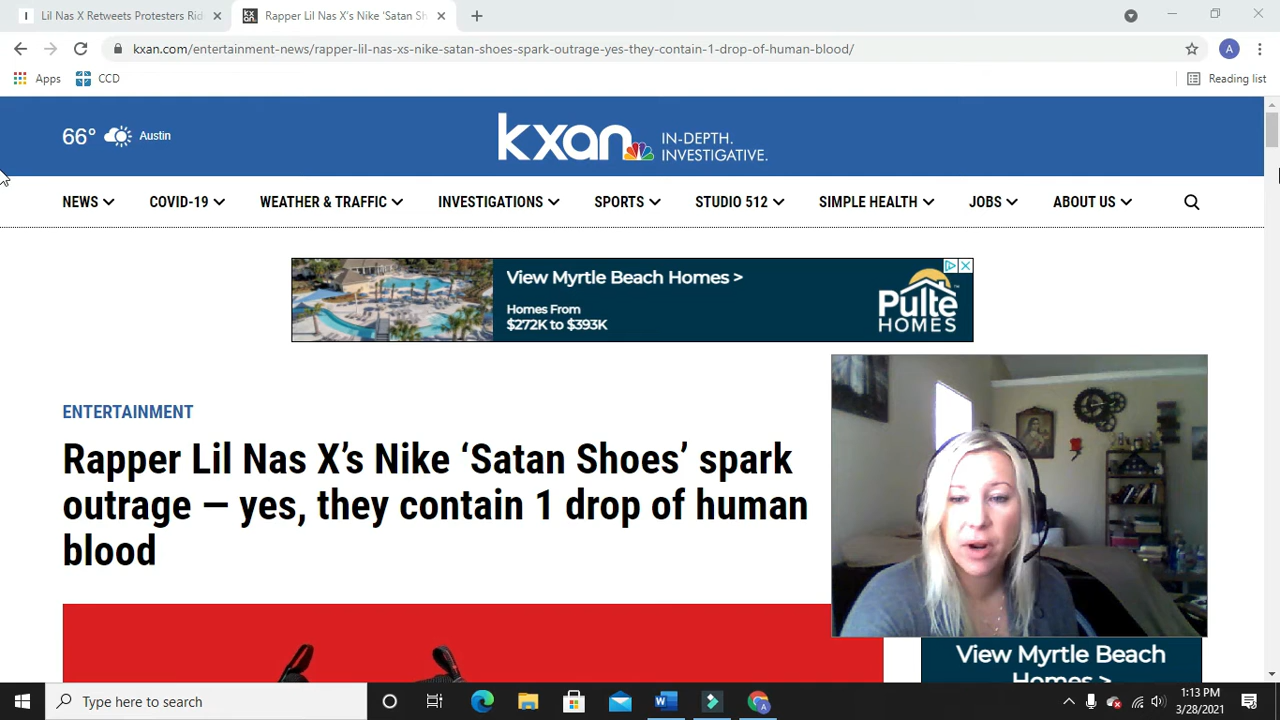 Lil Nas X Retweets Protesters Rid
Rapper Lil Nas X's Nike 'Satan Sh
kxan.com/entertainment-news/rapper-lil-nas-xs-nike-satan-shoes-spark-outrage-yes-they-contain-1-drop-of-human-blood/
A
Apps CCD Reading list
66° Austin
kxan IN-DEPTH.
INVESTIGATIVE.
NEWS COVID-19 WEATHER & TRAFFIC INVESTIGATIONS SPORTS STUDIO 512 SIMPLE HEALTH JOBS ABOUT US
View Myrtle Beach Homes >
Homes From
$272K to $393K
Pulte
HOMES
ENTERTAINMENT
Rapper Lil Nas X’s Nike ‘Satan Shoes’ spark
outrage — yes, they contain 1 drop of human
blood
View Myrtle Beach
Homes >
Type here to search
1:13 PM
3/28/2021